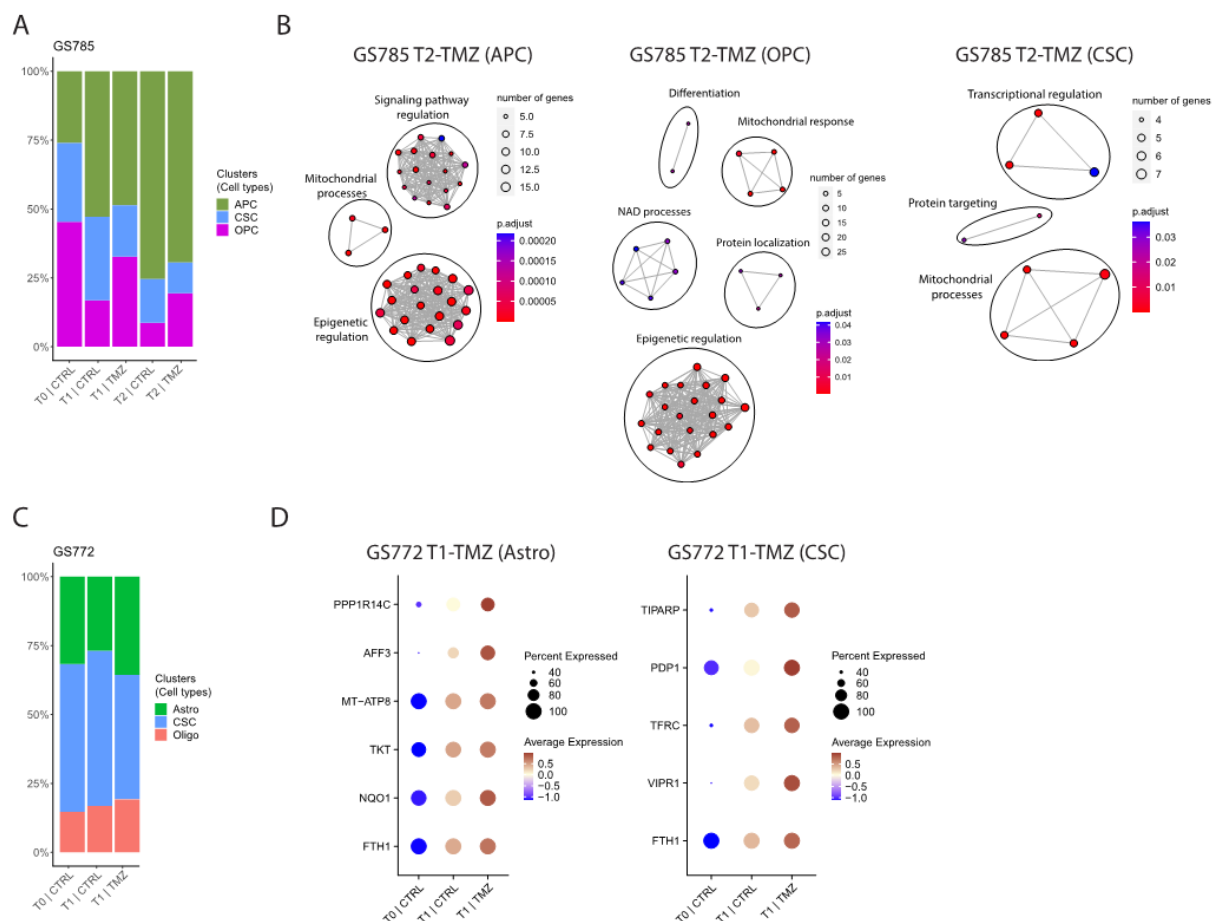 A
GS785
100%
75%
50%
25%
0%
T0 | CTRL
T1 | CTRL
T1 | TMZ
T2 | CTRL
T2 | TMZ
Clusters
(Cell types)
APC
CSC
OPC
B
GS785 T2-TMZ (APC)
Signaling pathway
regulation
Mitochondrial
processes
Epigenetic
regulation
number of genes
5.0
7.5
10.0
12.5
15.0
p.adjust
0.00020
0.00015
0.00010
0.00005
GS785 T2-TMZ (OPC)
Differentiation
Mitochondrial response
NAD processes
Protein localization
Epigenetic regulation
number of genes
5
10
15
20
25
p.adjust
0.04
0.03
0.02
0.01
GS785 T2-TMZ (CSC)
Transcriptional regulation
Protein targeting
Mitochondrial
processes
number of genes
4
5
6
7
p.adjust
0.03
0.02
0.01
C
GS772
100%
75%
50%
25%
0%
T0 | CTRL
T1 | CTRL
T1 | TMZ
Clusters
(Cell types)
Astro
CSC
Oligo
D
GS772 T1-TMZ (Astro)
PPP1R14C
AFF3
MT−ATP8
TKT
NQO1
FTH1
T0 | CTRL
T1 | CTRL
T1 | TMZ
Percent Expressed
40
60
80
100
Average Expression
0.5
0.0
−0.5
−1.0
GS772 T1-TMZ (CSC)
TIPARP
PDP1
TFRC
VIPR1
FTH1
T0 | CTRL
T1 | CTRL
T1 | TMZ
Percent Expressed
40
60
80
100
Average Expression
0.5
0.0
−0.5
−1.0